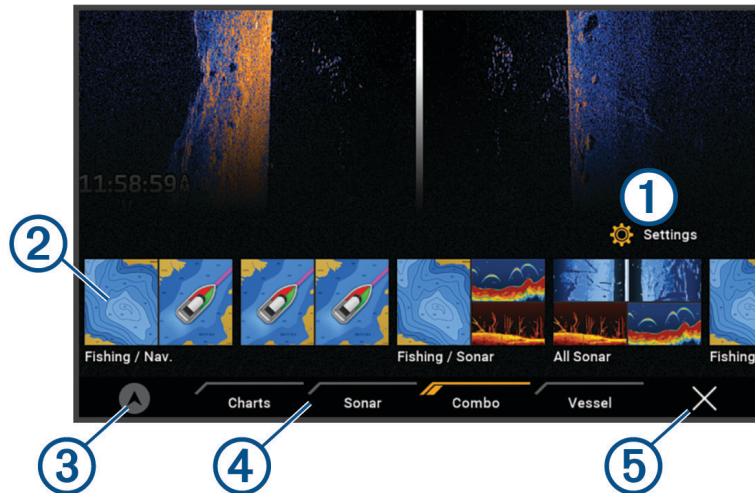 1
11:58:59A
Settings
2
Fishing / Nav.
Fishing / Sonar
All Sonar
Fishing
Charts
Sonar
Combo
Vessel
3
4
5